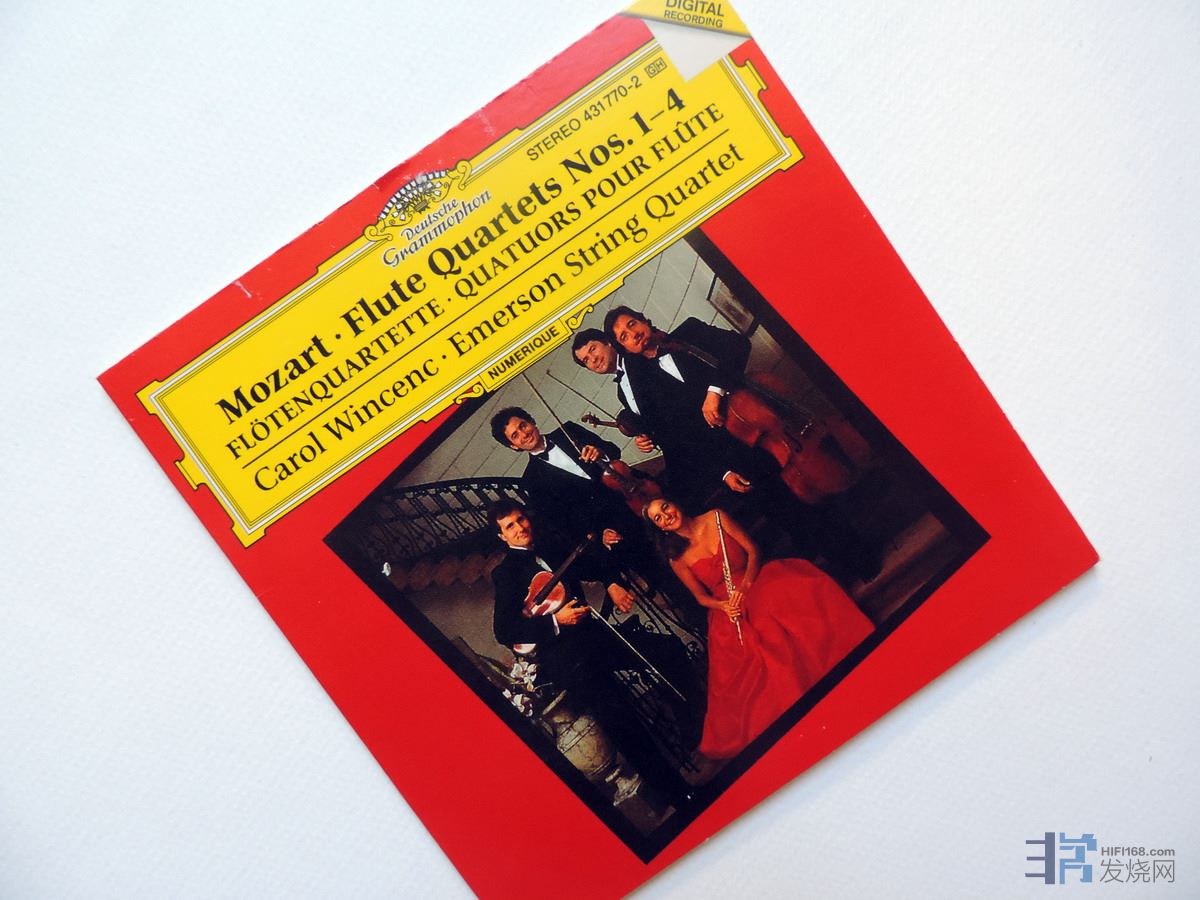 DIGITAL
RECORDING
STEREO 431 770-2 GH
Deutsche
Grammophon
Mozart · Flute Quartets Nos. 1–4
FLÖTENQUARTETTE · QUATUORS POUR FLÛTE
Carol Wincenc · Emerson String Quartet
NUMERIQUE
HIFI168.com
发烧网